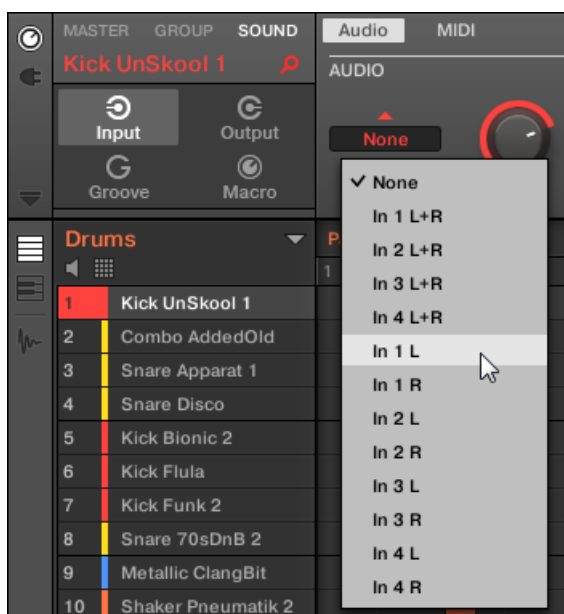 MASTER GROUP SOUND
Kick UnSkool 1
Input Output
Groove Macro
Audio MIDI
AUDIO
None
None
In 1 L+R
In 2 L+R
In 3 L+R
In 4 L+R
In 1 L
In 1 R
In 2 L
In 2 R
In 3 L
In 3 R
In 4 L
In 4 R
Drums
1 Kick UnSkool 1
2 Combo AddedOld
3 Snare Apparat 1
4 Snare Disco
5 Kick Bionic 2
6 Kick Flula
7 Kick Funk 2
8 Snare 70sDnB 2
9 Metallic ClangBit
10 Shaker Pneumatik 2
1